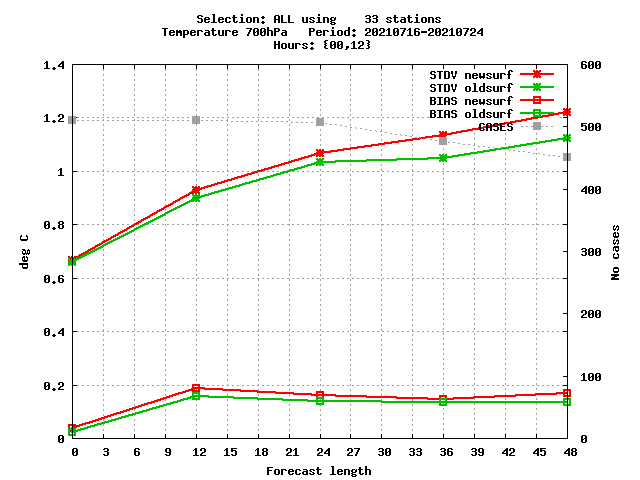 Selection: ALL using    33 stations
Temperature 700hPa   Period: 20210716-20210724
Hours: {00,12}
1.4
1.2
1
0.8
0.6
0.4
0.2
0
deg C
STDV newsurf
STDV oldsurf
BIAS newsurf
BIAS oldsurf
CASES
600
500
400
300
200
100
0
No cases
0 3 6 9 12 15 18 21 24 27 30 33 36 39 42 45 48
Forecast length